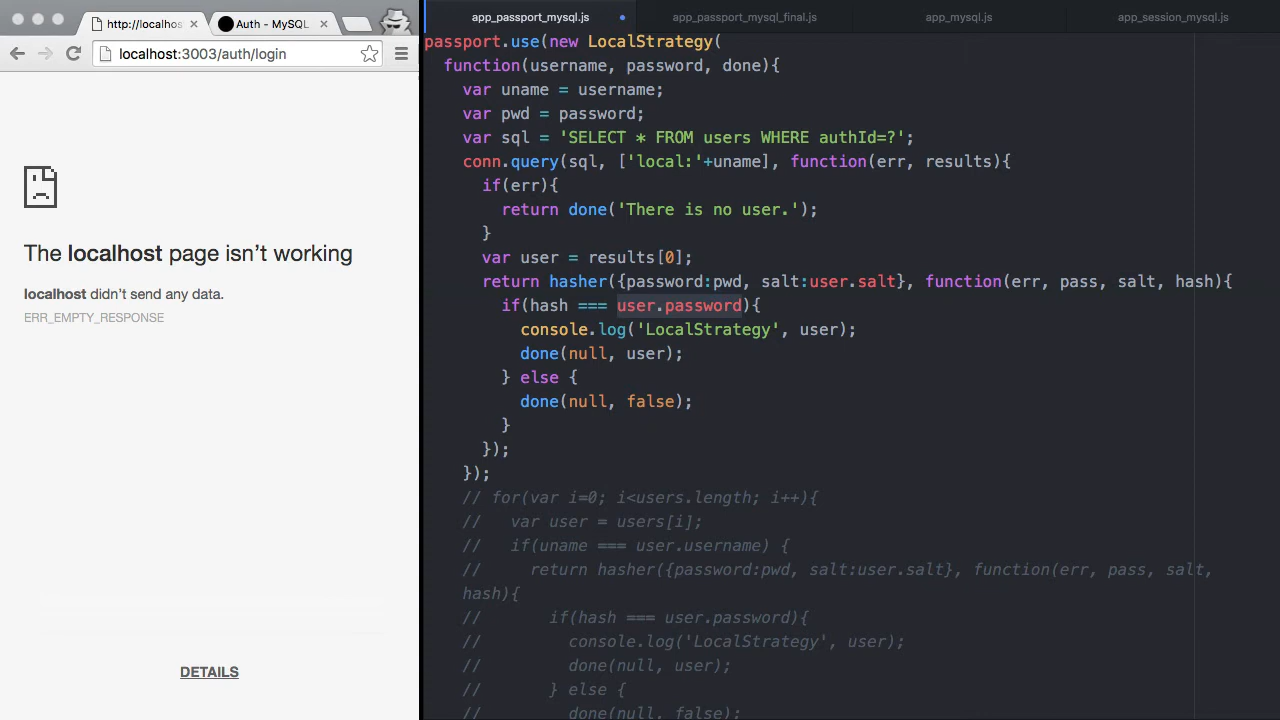 http://localhos
Auth - MySQL
localhost:3003/auth/login
The localhost page isn't working
localhost didn't send any data.
ERR_EMPTY_RESPONSE
DETAILS
app_passport_mysql.js
app_passport_mysql_final.js
app_mysql.js
app_session_mysql.js
passport.use(new LocalStrategy(
function(username, password, done){
var uname = username;
var pwd = password;
var sql = 'SELECT * FROM users WHERE authId=?';
conn.query(sql, ['local:'+uname], function(err, results){
if(err){
return done('There is no user.');
}
var user = results[0];
return hasher({password:pwd, salt:user.salt}, function(err, pass, salt, hash){
if(hash === user.password){
console.log('LocalStrategy', user);
done(null, user);
} else {
done(null, false);
}
});
});
// for(var i=0; i<users.length; i++){
//   var user = users[i];
//   if(uname === user.username) {
//     return hasher({password:pwd, salt:user.salt}, function(err, pass, salt,
hash){
//       if(hash === user.password){
//         console.log('LocalStrategy', user);
//         done(null, user);
//       } else {
//         done(null, false);